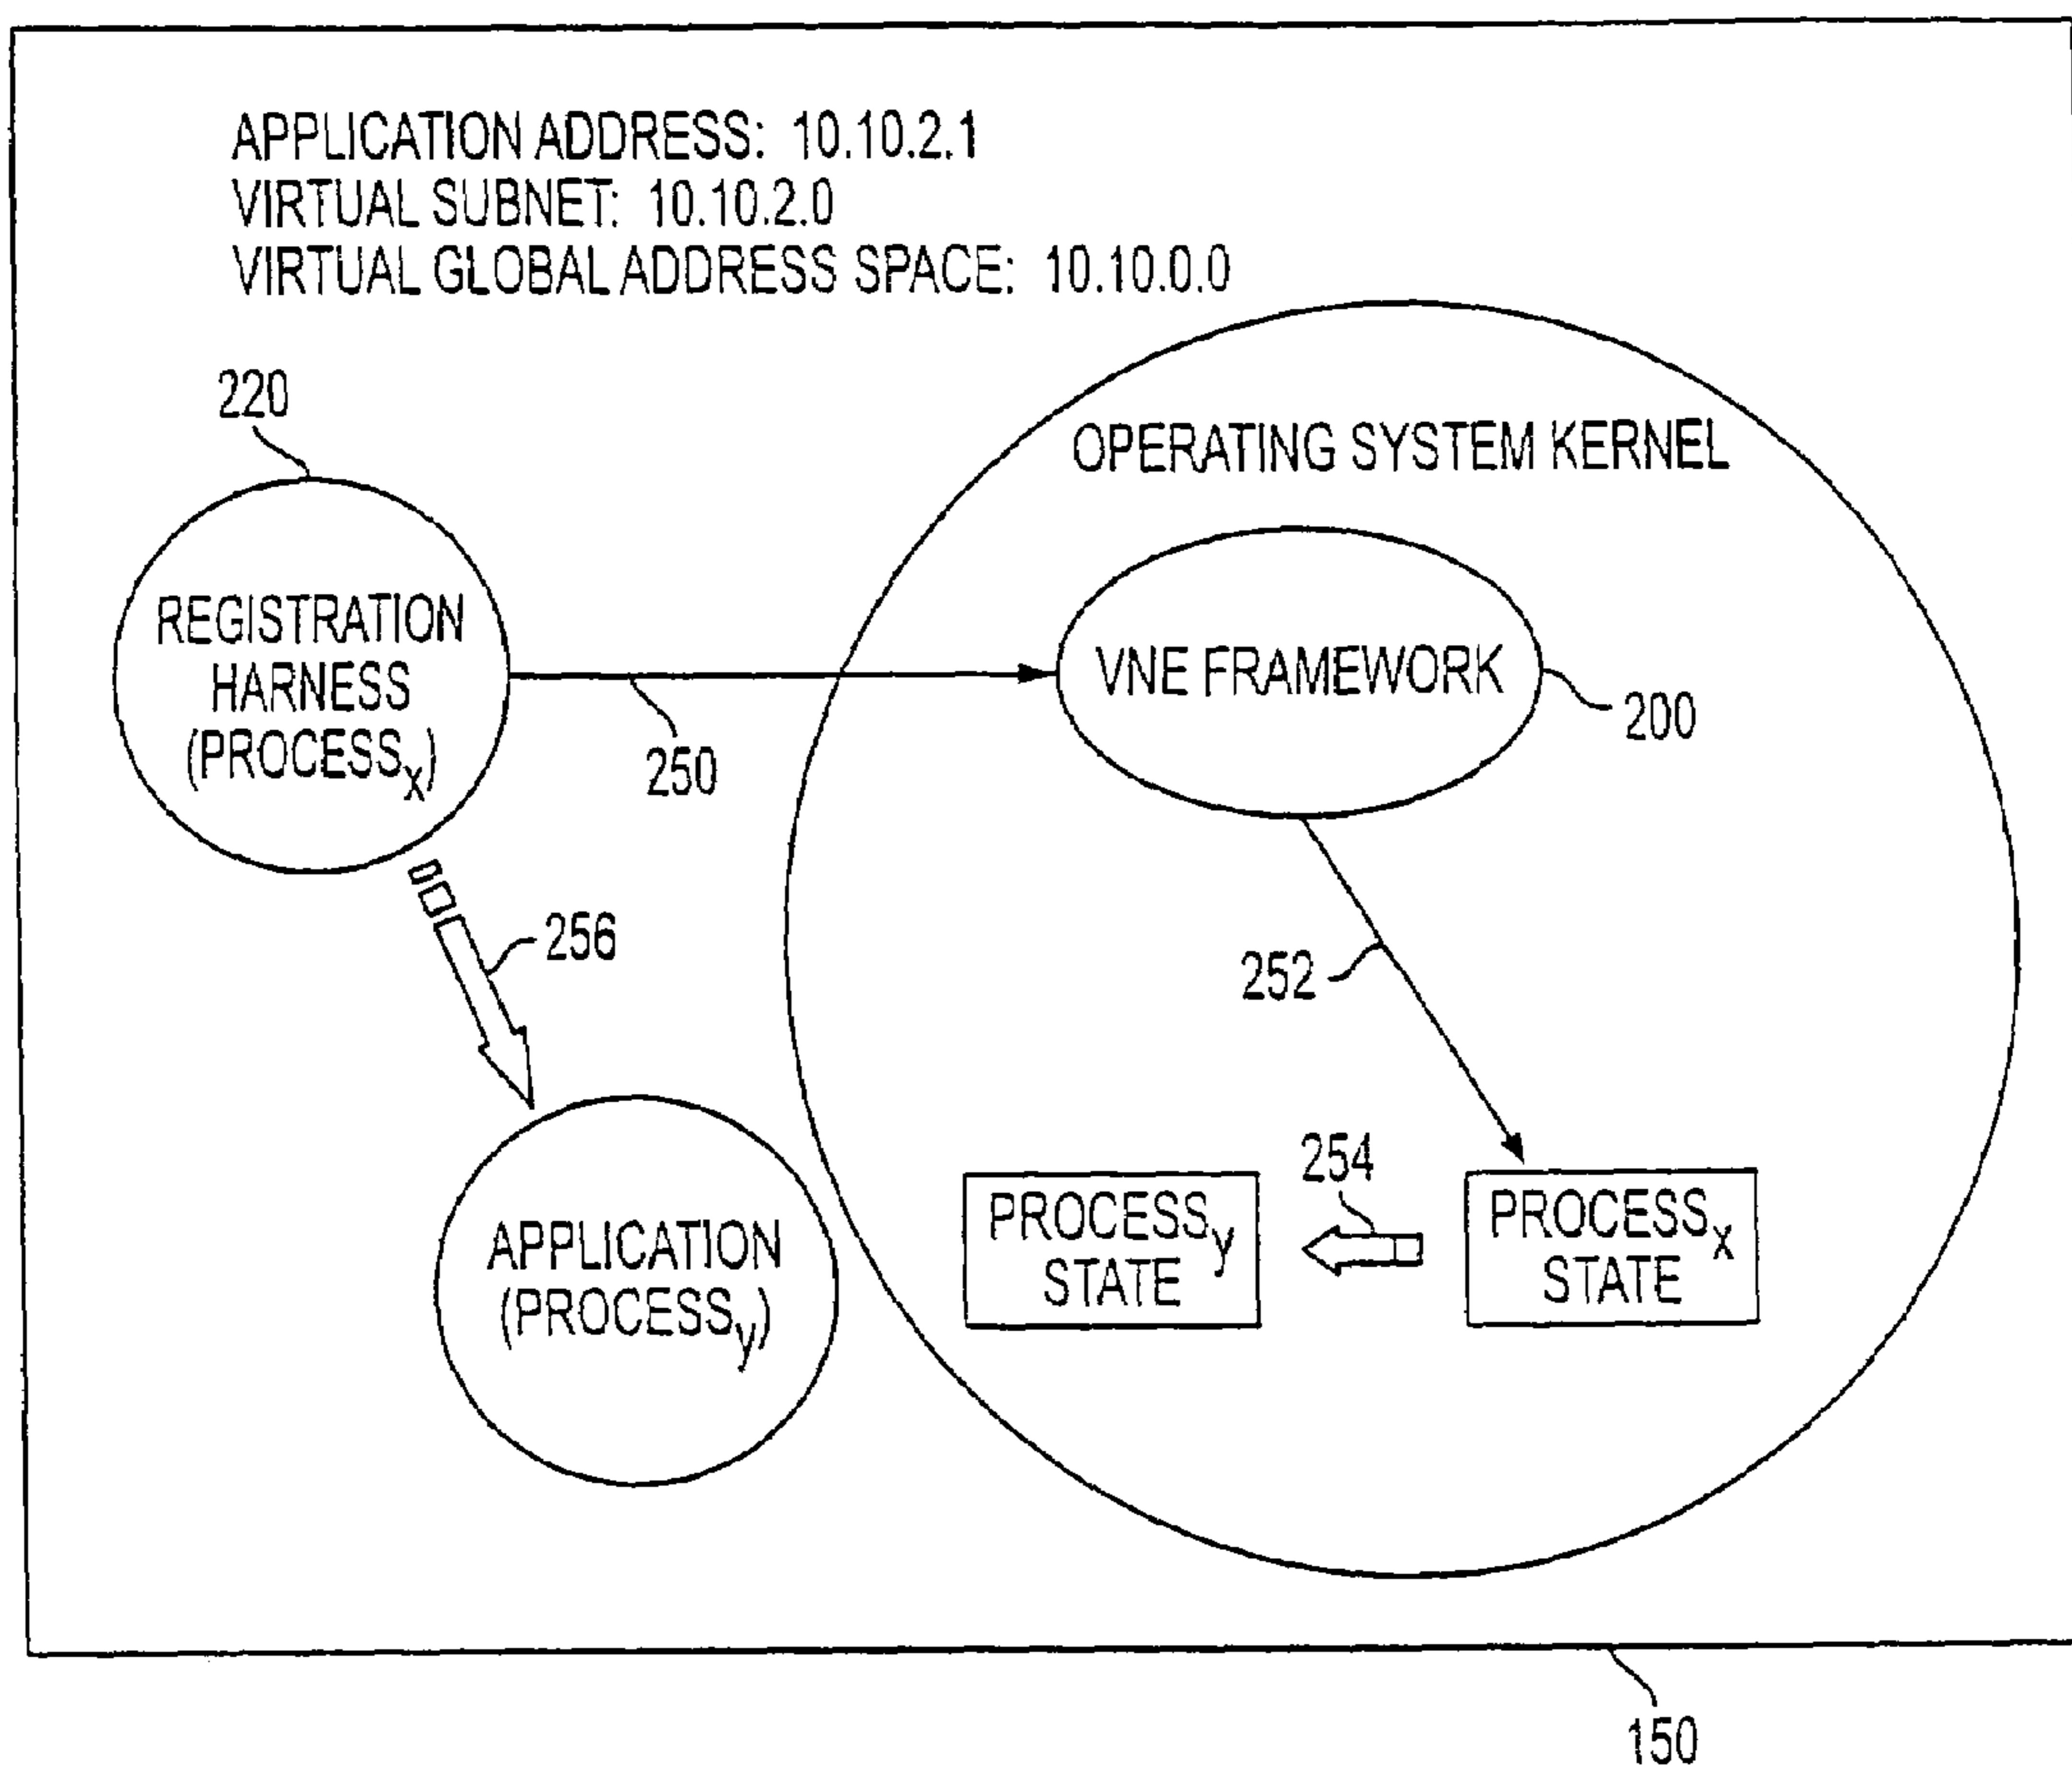 APPLICATION ADDRESS: 10.10.2.1
VIRTUAL SUBNET: 10.10.2.0
VIRTUAL GLOBAL ADDRESS SPACE: 10.10.0.0
220
OPERATING SYSTEM KERNEL
REGISTRATION
HARNESS
(PROCESSx)
VNE FRAMEWORK
200
250
256
252
254
PROCESSy
STATE
PROCESSx
STATE
APPLICATION
(PROCESSy)
150